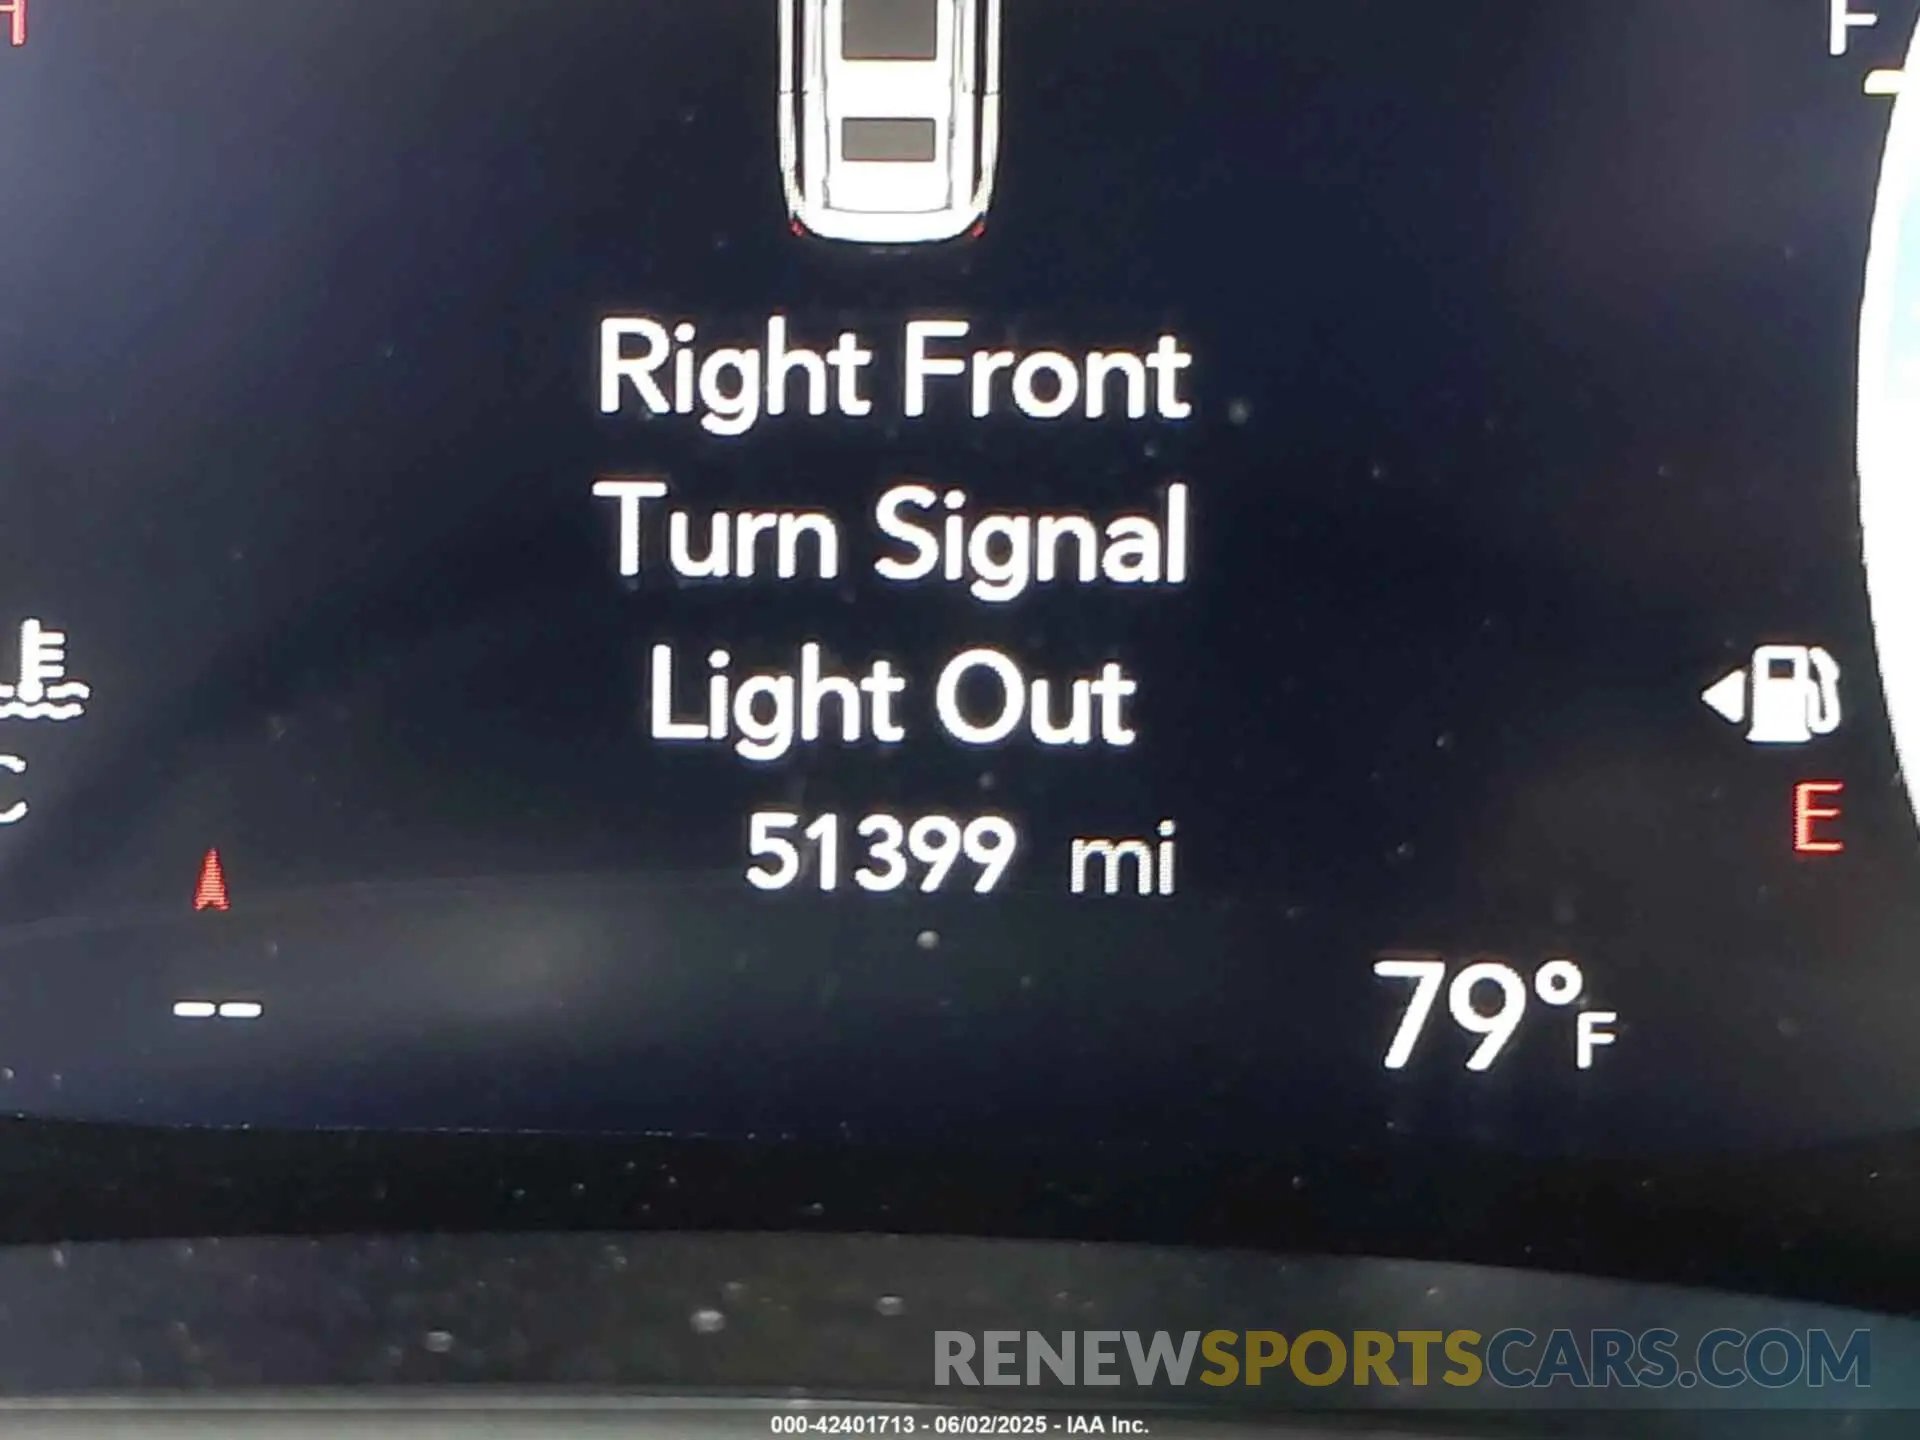 H
F
Right Front
Turn Signal
Light Out
C
E
51399 mi
--
79°F
RENEWSPORTSCARS.COM
000-42401713 - 06/02/2025 - IAA Inc.